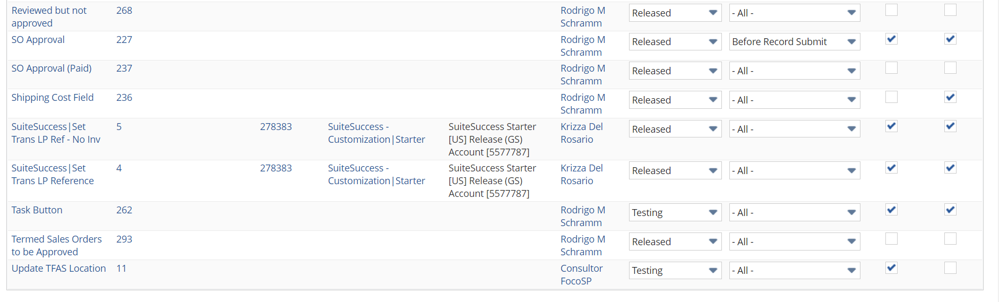 Reviewed but not
approved
268
Rodrigo M
Schramm
Released
- All -
SO Approval
227
Rodrigo M
Schramm
Released
Before Record Submit
SO Approval (Paid)
237
Rodrigo M
Schramm
Released
- All -
Shipping Cost Field
236
Rodrigo M
Schramm
Released
- All -
SuiteSuccess|Set
Trans LP Ref - No Inv
5
278383
SuiteSuccess -
Customization|Starter
SuiteSuccess Starter
[US] Release (GS)
Account [5577787]
Krizza Del
Rosario
Released
- All -
SuiteSuccess|Set
Trans LP Reference
4
278383
SuiteSuccess -
Customization|Starter
SuiteSuccess Starter
[US] Release (GS)
Account [5577787]
Krizza Del
Rosario
Released
- All -
Task Button
262
Rodrigo M
Schramm
Testing
- All -
Termed Sales Orders
to be Approved
293
Rodrigo M
Schramm
Released
- All -
Update TFAS Location
11
Consultor
FocoSP
Testing
- All -